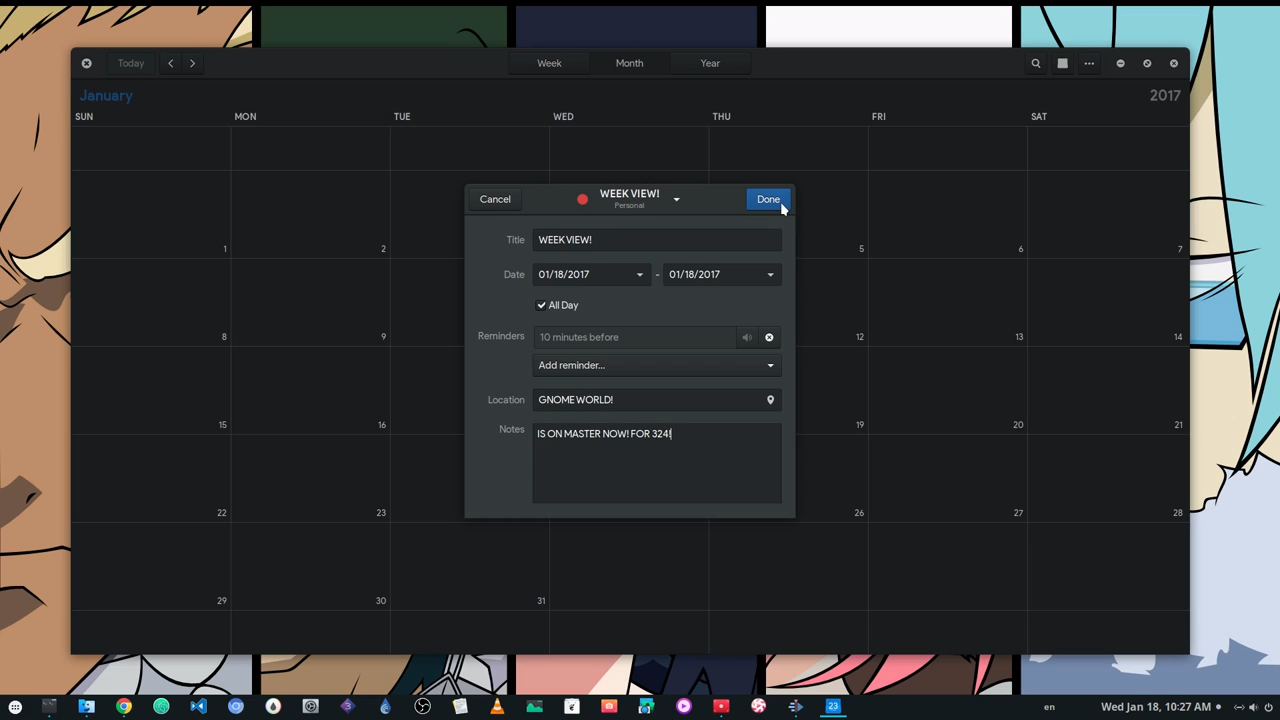 Today
Week
Month
Year
January
2017
SUN
MON
TUE
WED
THU
FRI
SAT
1
2
5
6
7
8
9
12
13
14
15
16
19
20
21
22
23
26
27
28
29
30
31
Cancel
WEEK VIEW!
Personal
Done
Title
WEEK VIEW!
Date
01/18/2017
-
01/18/2017
All Day
Reminders
10 minutes before
Add reminder...
Location
GNOME WORLD!
Notes
IS ON MASTER NOW! FOR 324!
23
en
Wed Jan 18, 10:27 AM